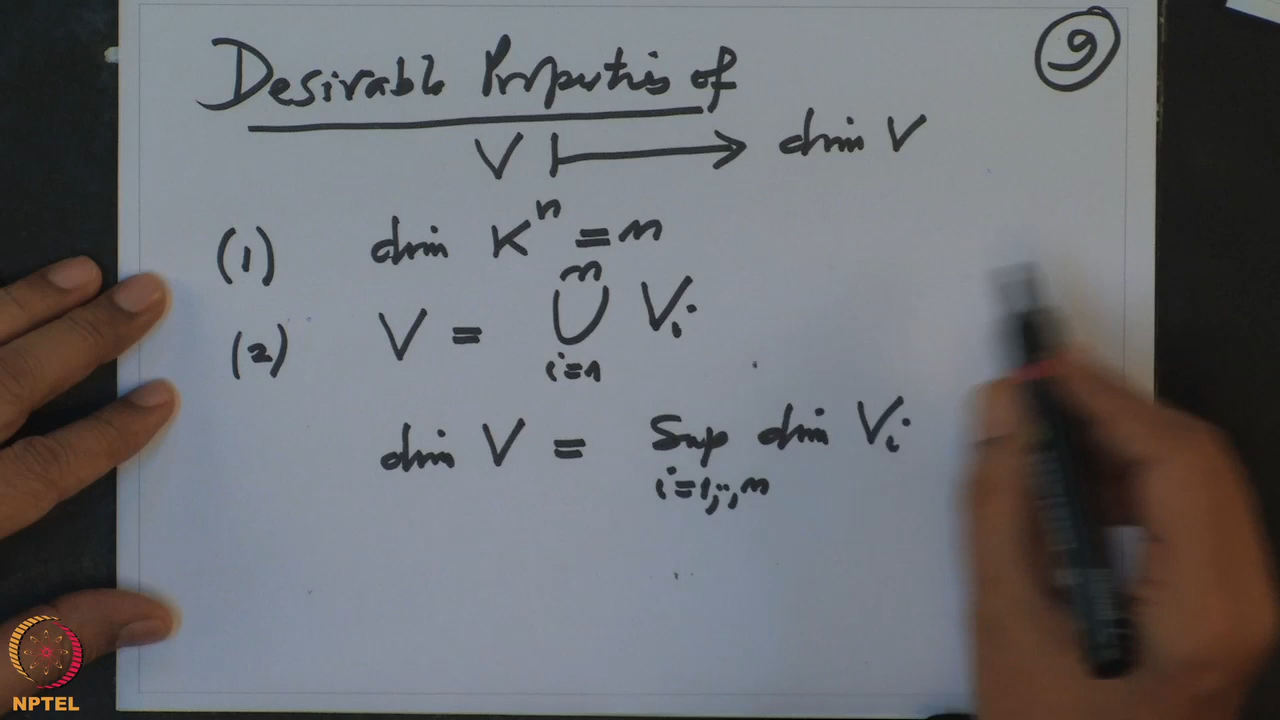 Desirable Properties of
9
V ⟼ dim V
(1) dim K^n = n
(2) V = ⋃_{i=1}^{n} V_i
dim V = Sup_{i=1,..,n} dim V_i
NPTEL